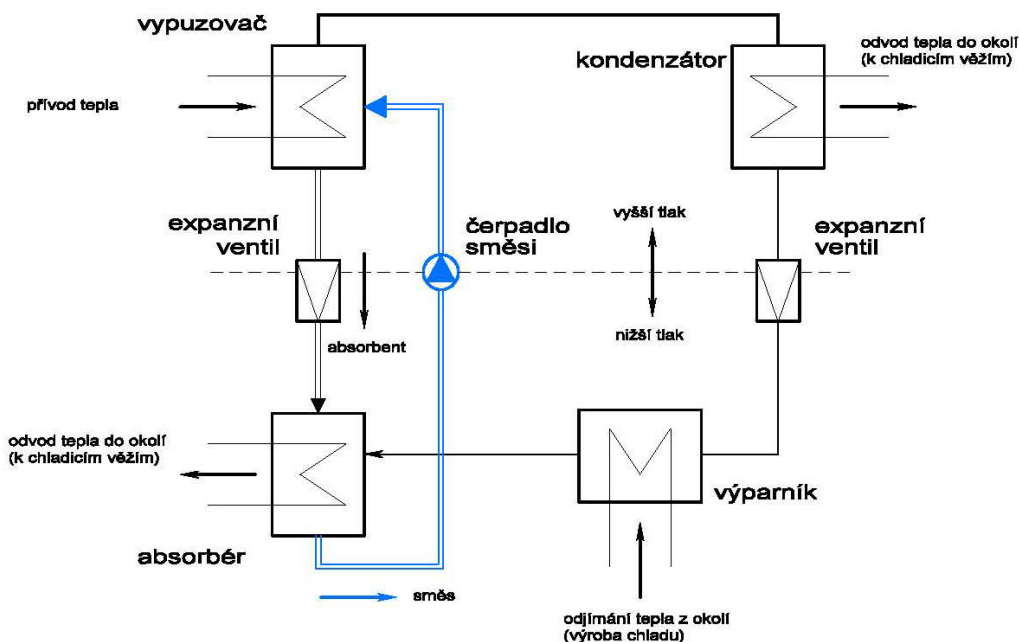 vypuzovač
kondenzátor
odvod tepla do okolí
(k chladicím věžím)
přívod tepla
expanzní
ventil
čerpadlo
směsi
vyšší tlak
expanzní
ventil
nižší tlak
absorbent
odvod tepla do okolí
(k chladicím věžím)
výparník
absorbér
směs
odjímání tepla z okolí
(výroba chladu)